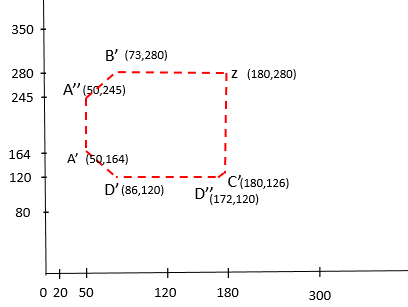 350
B′ (73,280)
280
z (180,280)
A′′ (50,245)
245
164
A′ (50,164)
120
D′ (86,120)
C′ (180,126)
D′′ (172,120)
80
0 20 50 120 180 300